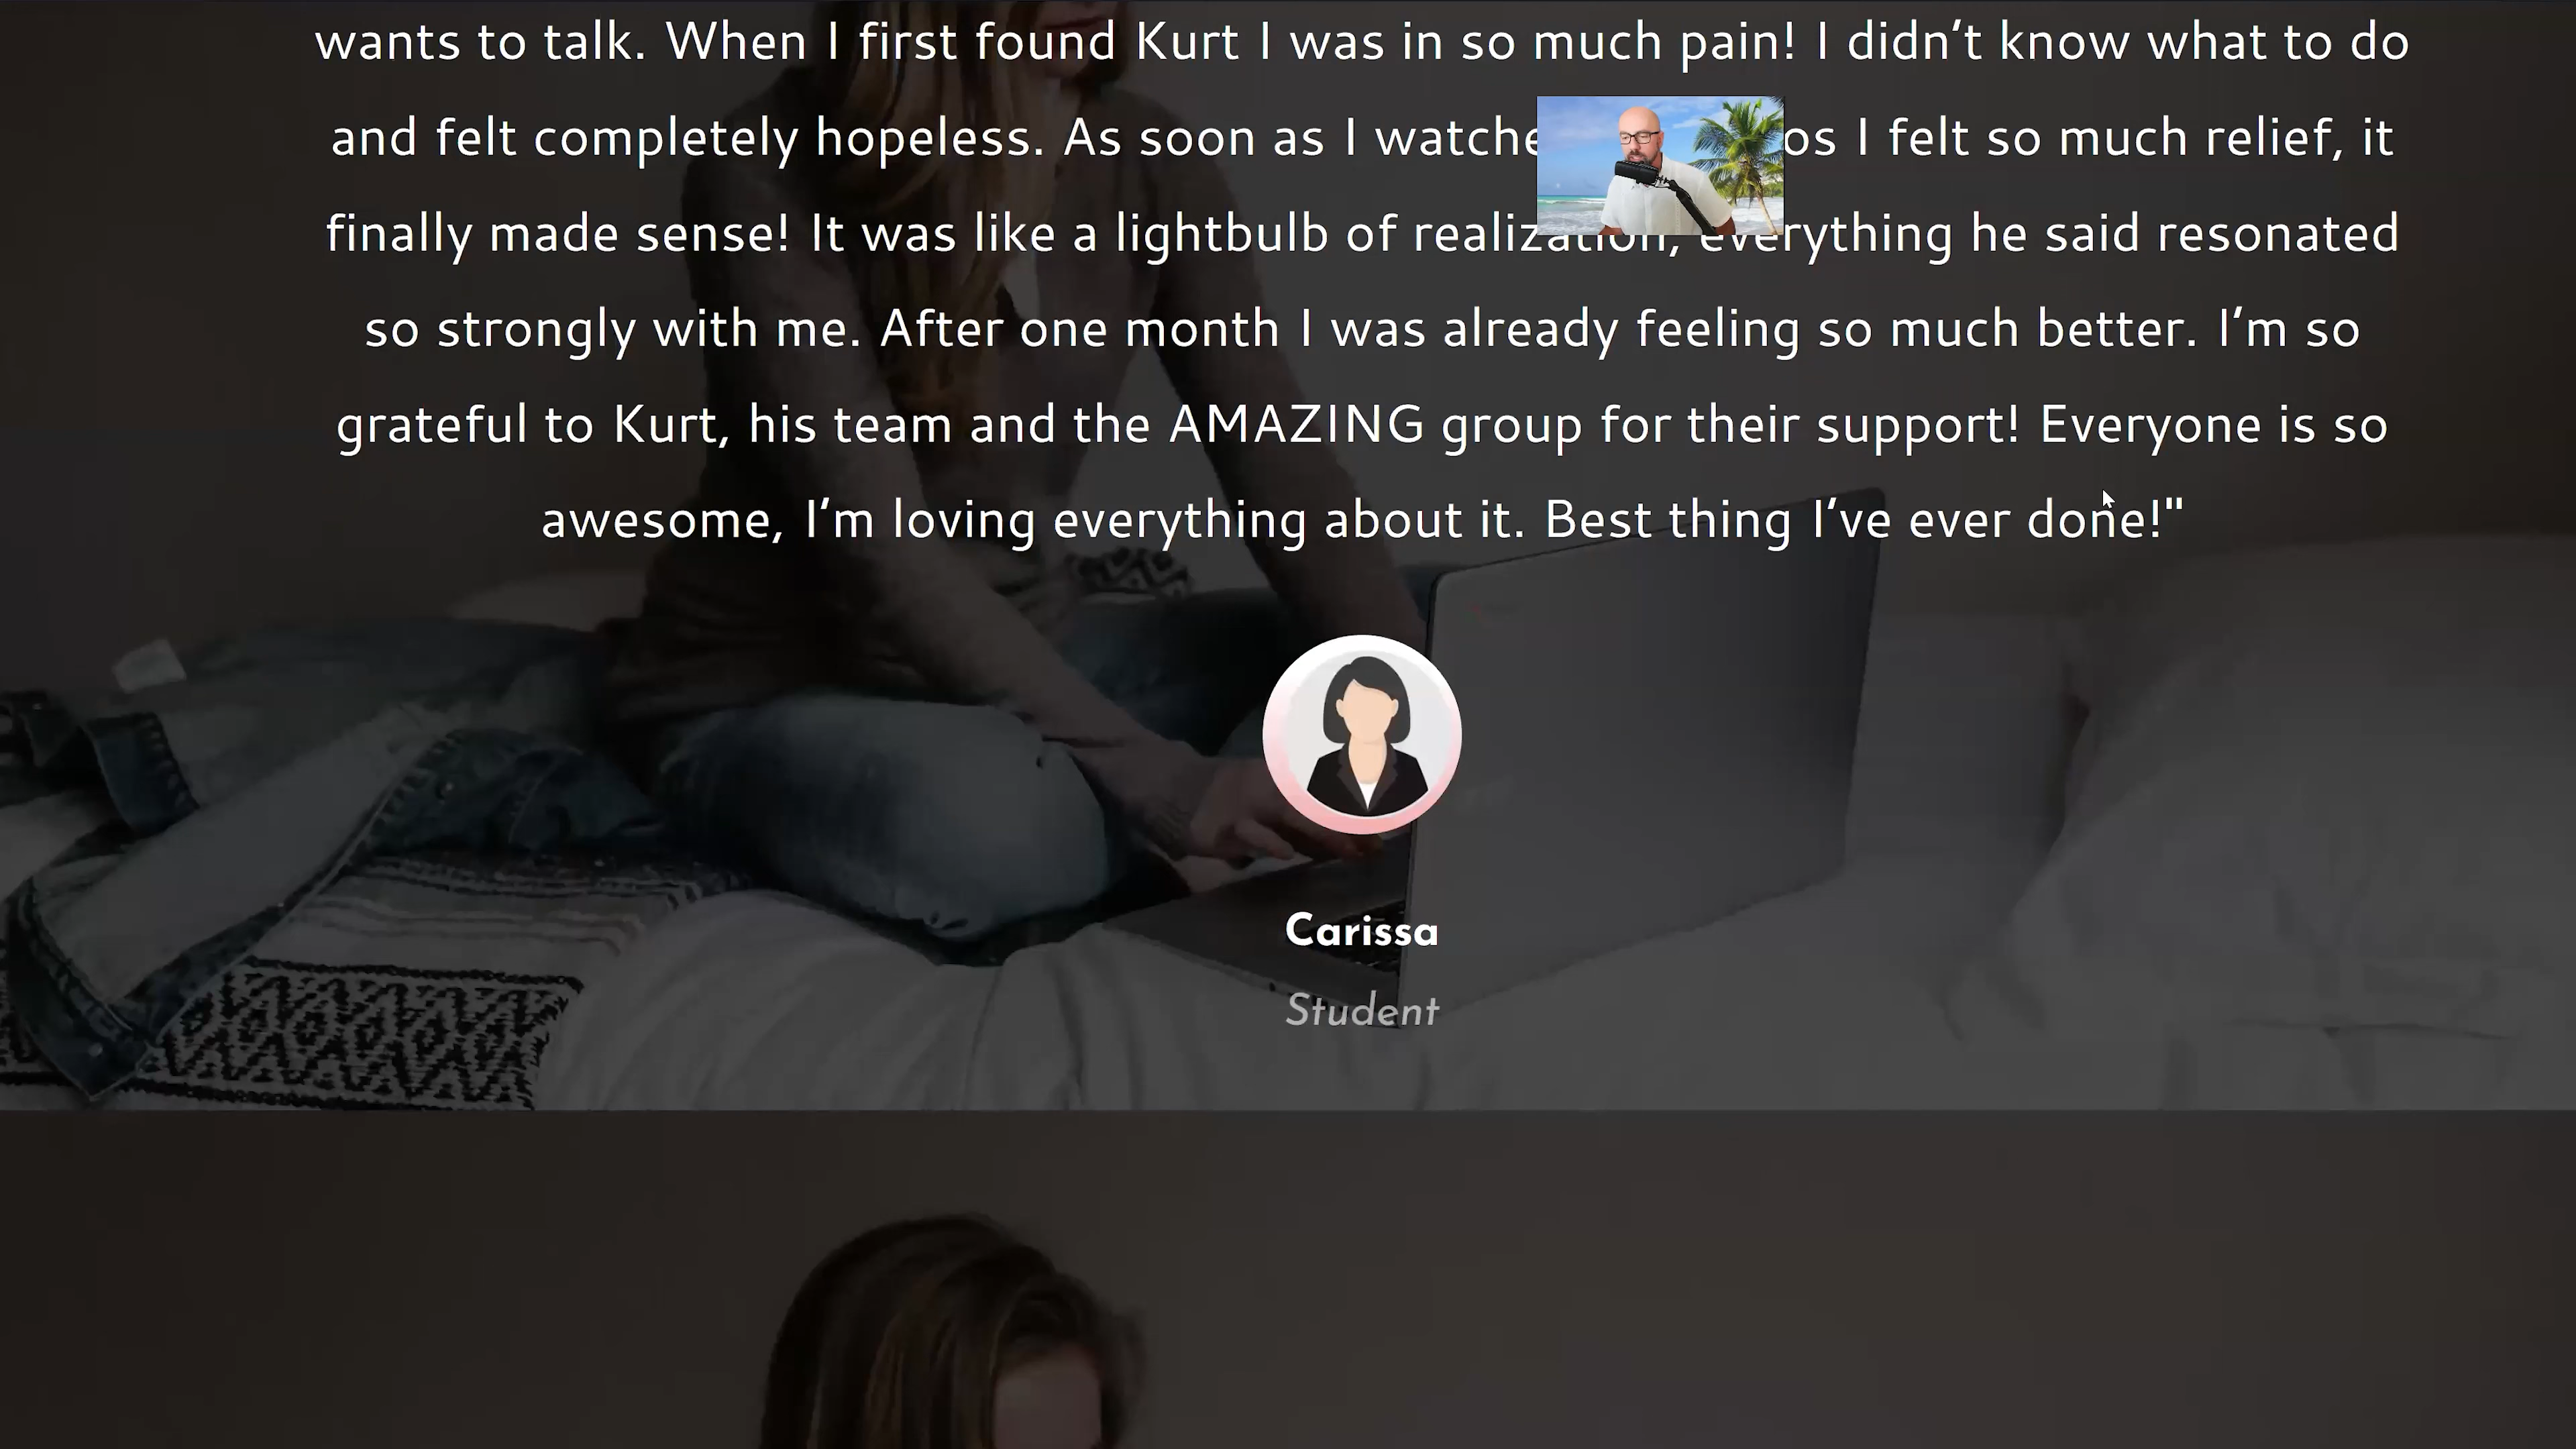 wants to talk. When I first found Kurt I was in so much pain! I didn't know what to do
and felt completely hopeless. As soon as I I felt so much relief, it
finally made sense! It was like a lightbulb of realization, everything he said resonated
so strongly with me. After one month I was already feeling so much better. I'm so
grateful to Kurt, his team and the AMAZING group for their support! Everyone is so
awesome, I'm loving everything about it. Best thing I've ever done!"
Carissa
Student